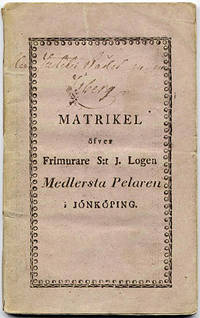 MATRIKEL
öfver
Frimurare S:t J. Logen
Medlersta Pelaren
i JÖNKÖPING.